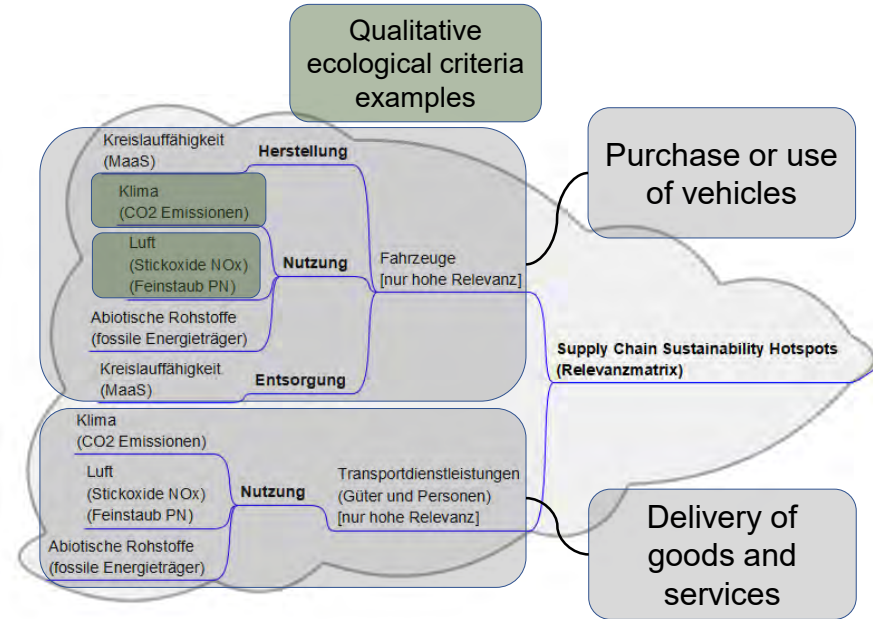 Qualitative
ecological criteria
examples
Kreislauffähigkeit
(MaaS)
Herstellung
Klima
(CO2 Emissionen)
Luft
(Stickoxide NOx)
(Feinstaub PN)
Nutzung
Abiotische Rohstoffe
(fossile Energieträger)
Kreislauffähigkeit.
(MaaS)
Entsorgung
Fahrzeuge
[nur hohe Relevanz]
Purchase or use
of vehicles
Supply Chain Sustainability Hotspots
(Relevanzmatrix)
Klima
(CO2 Emissionen)
Luft
(Stickoxide NOx)
(Feinstaub PN)
Nutzung
Abiotische Rohstoffe
(fossile Energieträger)
Transportdienstleistungen
(Güter und Personen)
[nur hohe Relevanz]
Delivery of
goods and
services